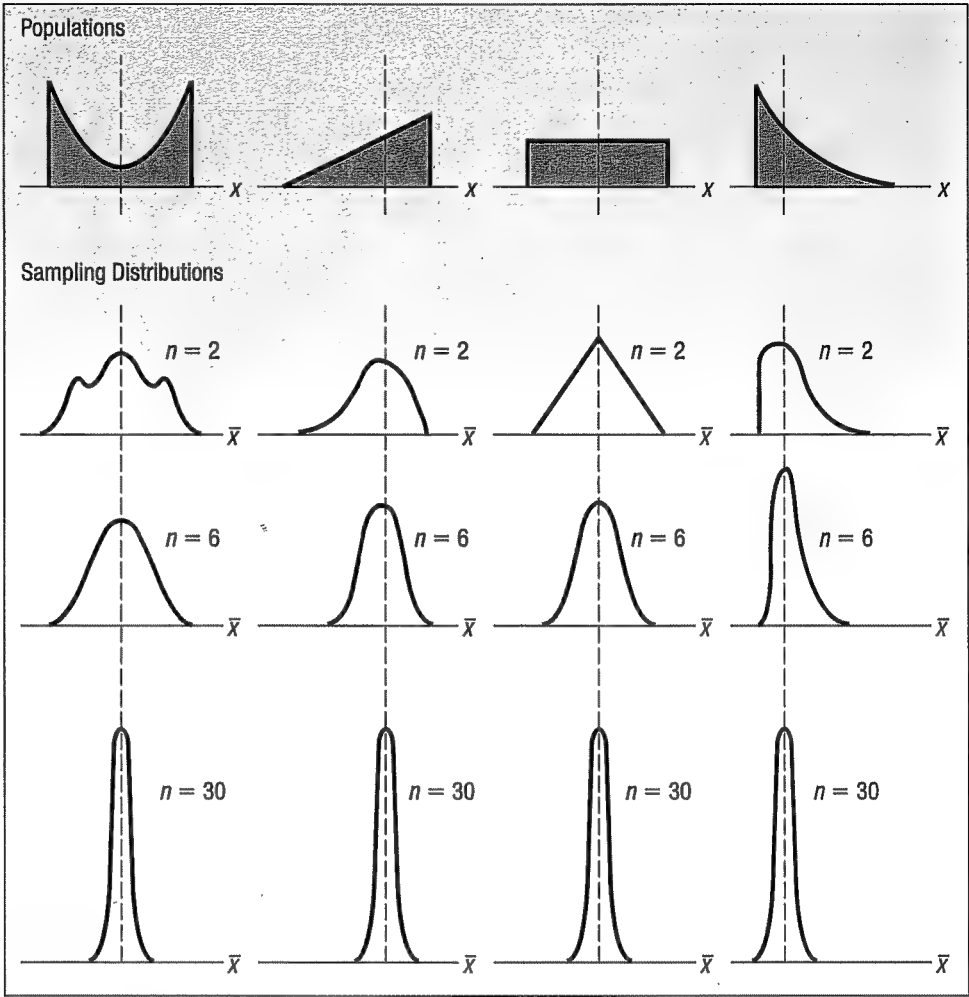 Populations
x x x x
Sampling Distributions
n = 2 n = 2 n = 2 n = 2
x̄ x̄ x̄ x̄
n = 6 n = 6 n = 6 n = 6
x̄ x̄ x̄ x̄
n = 30 n = 30 n = 30 n = 30
x̄ x̄ x̄ x̄